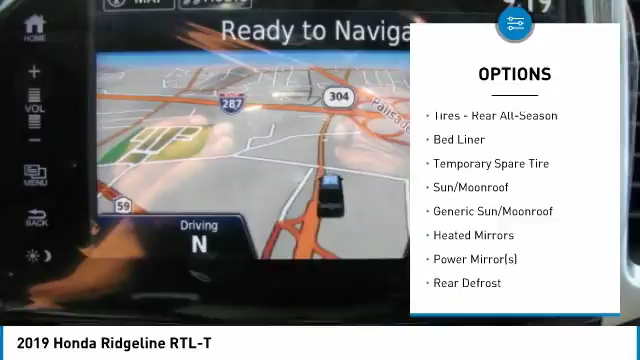 HOME
Ready to Naviga
VOL
MENU
BACK
287
304
Palisad
59
Driving
N
OPTIONS
Tires - Rear All-Season
Bed Liner
Temporary Spare Tire
Sun/Moonroof
Generic Sun/Moonroof
Heated Mirrors
Power Mirror(s)
Rear Defrost
2019 Honda Ridgeline RTL-T